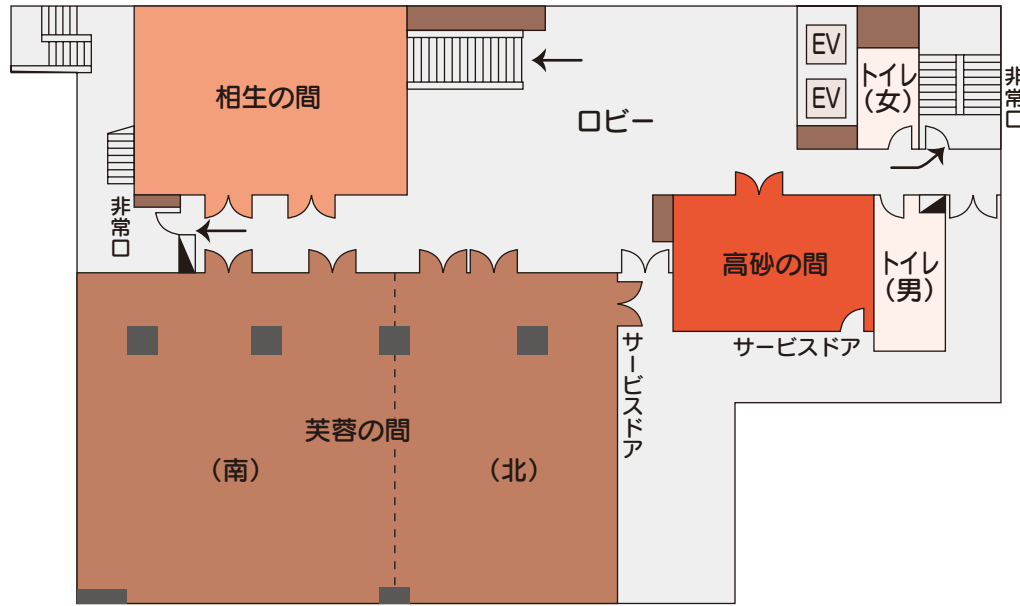 相生の間
ロビー
EV
EV
トイレ
(女)
非常口
非常口
高砂の間
トイレ
(男)
サービスドア
サービスドア
芙蓉の間
(南)
(北)